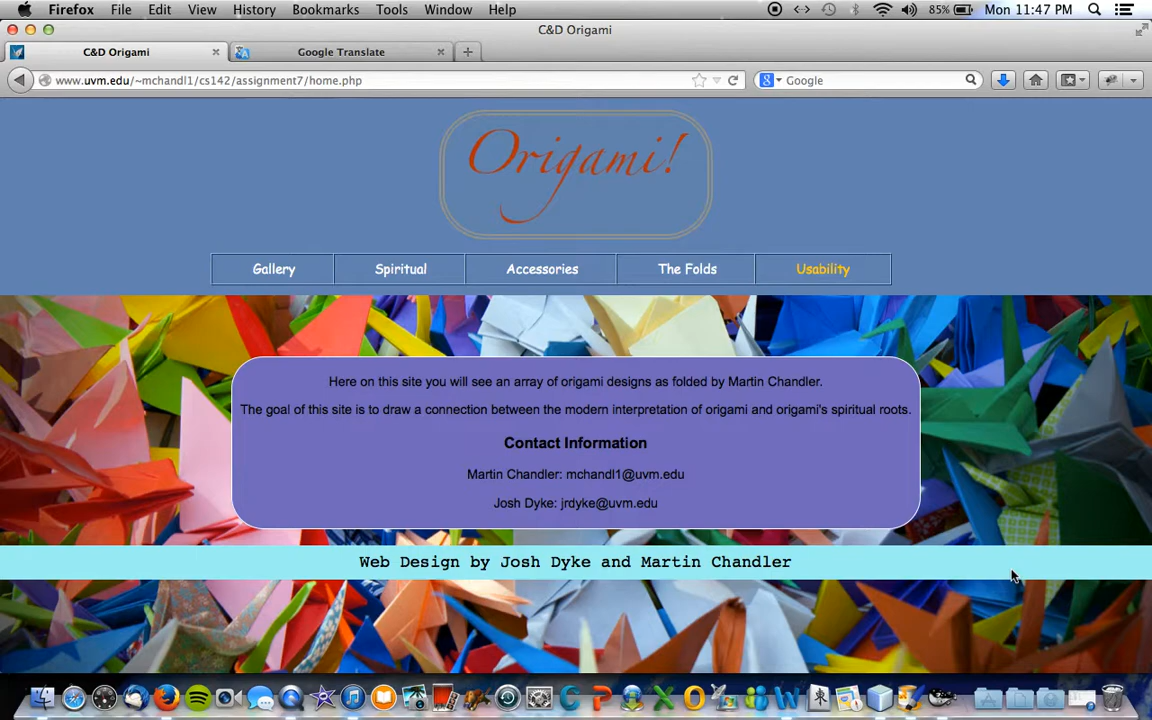 Firefox File Edit View History Bookmarks Tools Window Help 85% Mon 11:47 PM
C&D Origami
C&D Origami Google Translate
www.uvm.edu/~mchandl1/cs142/assignment7/home.php Google
Origami!
Gallery Spiritual Accessories The Folds Usability
Here on this site you will see an array of origami designs as folded by Martin Chandler.
The goal of this site is to draw a connection between the modern interpretation of origami and origami's spiritual roots.
Contact Information
Martin Chandler: mchandl1@uvm.edu
Josh Dyke: jrdyke@uvm.edu
Web Design by Josh Dyke and Martin Chandler